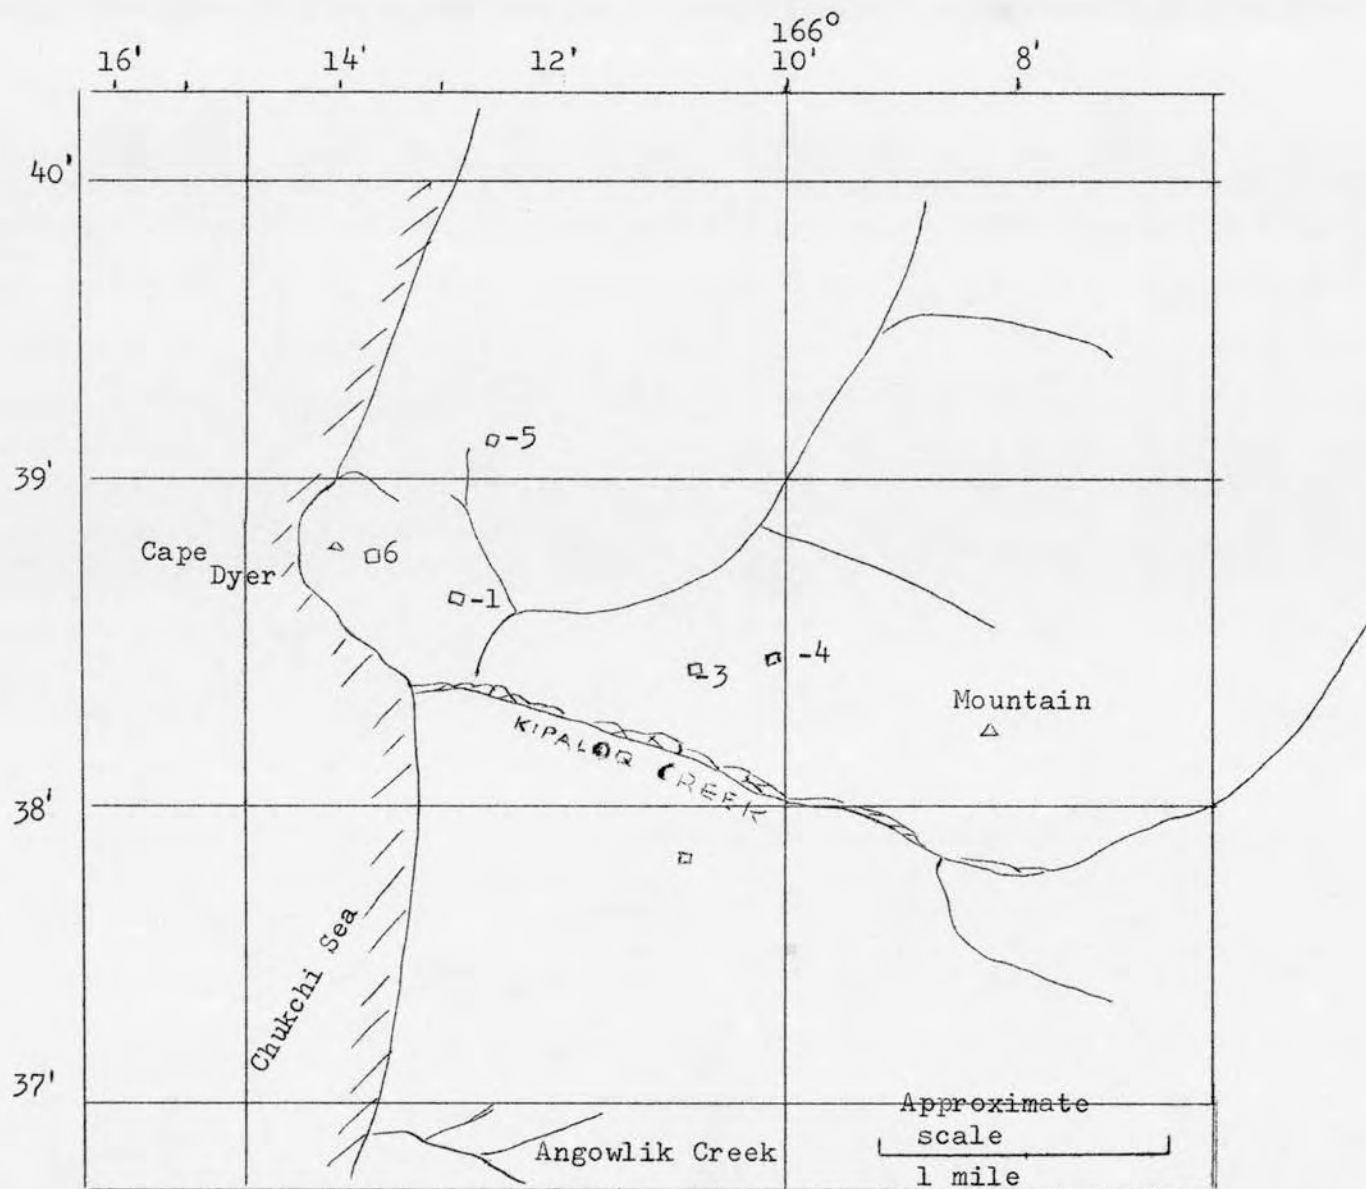 166°
16' 14' 12' 10' 8'
40'
-5
39'
Cape
Dyer
6
-1
-3
-4
Mountain
KIPALOQ CREEK
38'
Chukchi Sea
37'
Approximate
scale
1 mile
Angowlik Creek